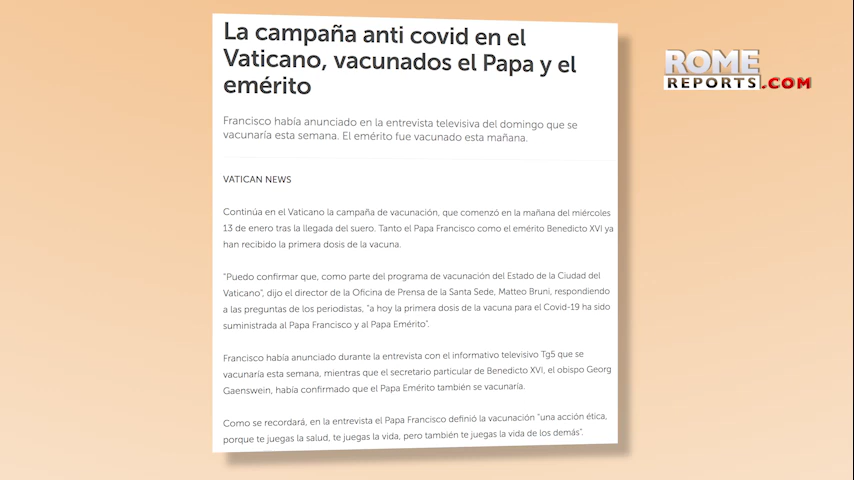 La campaña anti covid en el
Vaticano, vacunados el Papa y el
emérito
Francisco había anunciado en la entrevista televisiva del domingo que se
vacunaría esta semana. El emérito fue vacunado esta mañana.
VATICAN NEWS
Continúa en el Vaticano la campaña de vacunación, que comenzó en la mañana del miércoles
13 de enero tras la llegada del suero. Tanto el Papa Francisco como el emérito Benedicto XVI ya
han recibido la primera dosis de la vacuna.
"Puedo confirmar que, como parte del programa de vacunación del Estado de la Ciudad del
Vaticano", dijo el director de la Oficina de Prensa de la Santa Sede, Matteo Bruni, respondiendo
a las preguntas de los periodistas, "a hoy la primera dosis de la vacuna para el Covid-19 ha sido
suministrada al Papa Francisco y al Papa Emérito".
Francisco había anunciado durante la entrevista con el informativo televisivo Tg5 que se
vacunaría esta semana, mientras que el secretario particular de Benedicto XVI, el obispo Georg
Gaenswein, había confirmado que el Papa Emérito también se vacunaría.
Como se recordará, en la entrevista el Papa Francisco definió la vacunación "una acción ética,
porque te juegas la salud, te juegas la vida, pero también te juegas la vida de los demás".
ROME
REPORTS.COM